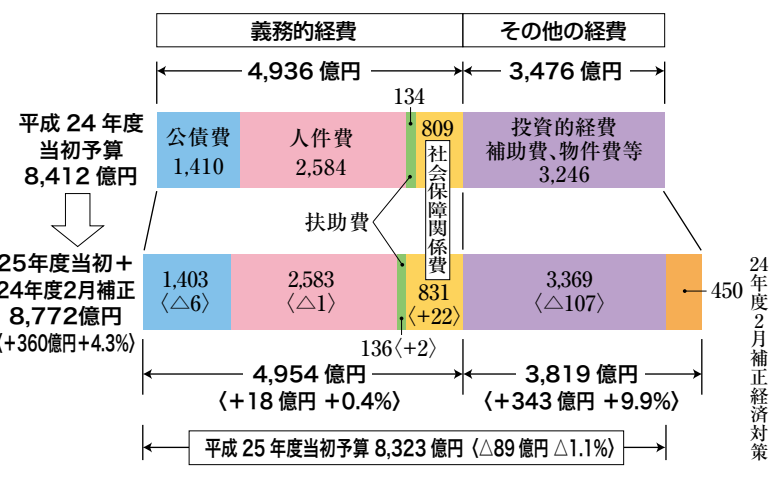 義務的経費
その他の経費
4,936 億円
3,476 億円
平成 24 年度
当初予算
8,412 億円
公債費
1,410
人件費
2,584
134
809
社会保障関係費
投資的経費
補助費、物件費等
3,246
扶助費
25年度当初＋
24年度2月補正
8,772億円
〈+360億円+4.3%〉
1,403
〈△6〉
2,583
〈△1〉
136〈+2〉
831
〈+22〉
3,369
〈△107〉
450
24年度2月補正経済対策
4,954 億円
〈+18 億円 +0.4%〉
3,819 億円
〈+343 億円 +9.9%〉
平成 25 年度当初予算 8,323 億円〈△89 億円 △1.1%〉